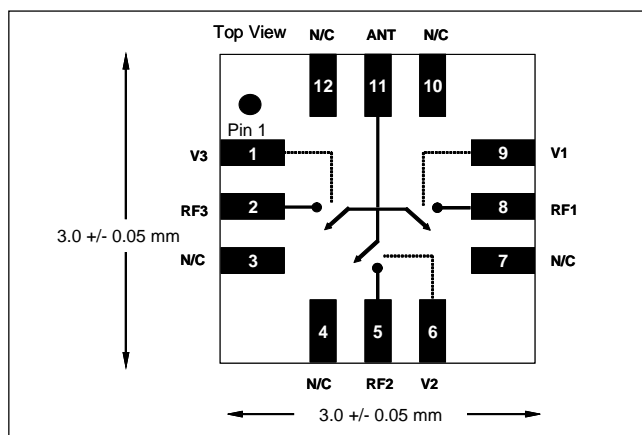 Top View N/C ANT N/C
12 11 10
Pin 1
V3 1 9 V1
RF3 2 8 RF1
3.0 +/- 0.05 mm
N/C 3 7 N/C
4 5 6
N/C RF2 V2
3.0 +/- 0.05 mm